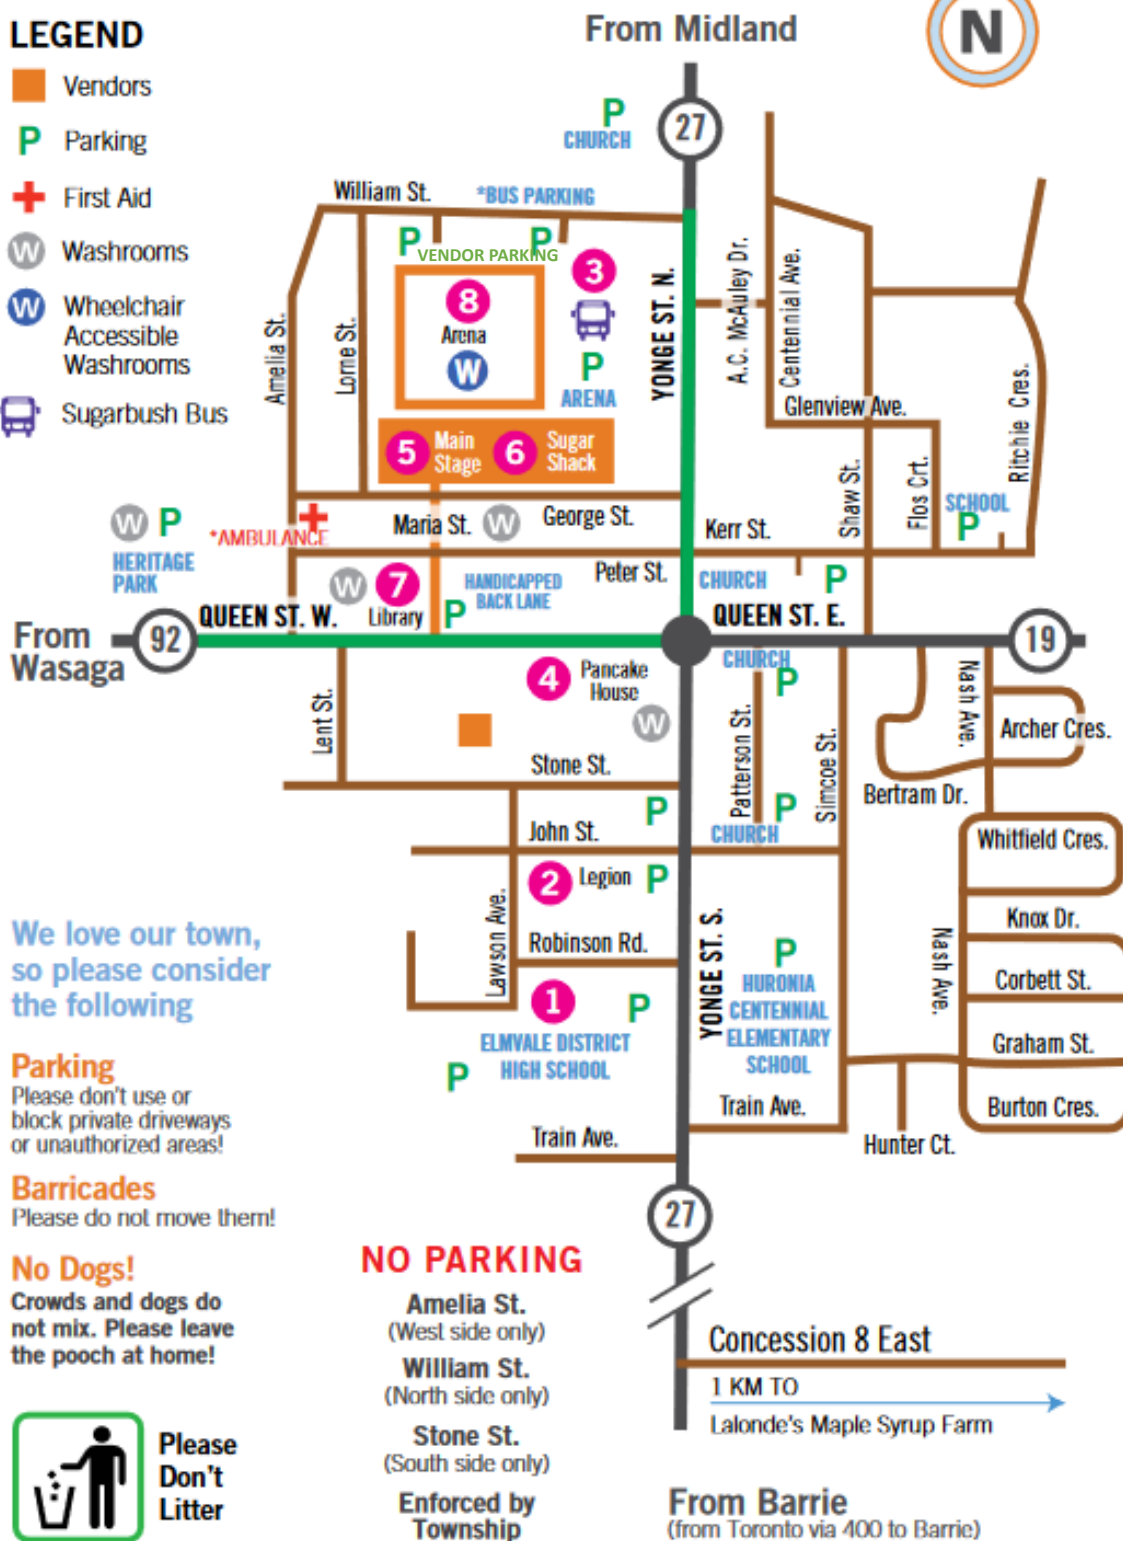 LEGEND
Vendors
P
Parking
First Aid
W
Washrooms
W
Wheelchair
Accessible
Washrooms
Sugarbush Bus
From Midland
N
27
P
CHURCH
William St.
*BUS PARKING
P
P
VENDOR PARKING
3
8
Arena
W
P
ARENA
Amelia St.
Lorne St.
YONGE ST. N.
A.C. McAuley Dr.
Centennial Ave.
Glenview Ave.
Ritchie Cres.
5
Main
Stage
6
Sugar
Shack
Shaw St.
Flos Crt.
SCHOOL
P
W
P
HERITAGE
PARK
*AMBULANCE
Maria St.
W
George St.
Kerr St.
Peter St.
W
7
Library
P
HANDICAPPED
BACK LANE
CHURCH
P
QUEEN ST. W.
QUEEN ST. E.
From
Wasaga
92
19
4
Pancake
House
W
CHURCH
P
Lent St.
Stone St.
Patterson St.
Simcoe St.
Nash Ave.
Archer Cres.
Bertram Dr.
P
P
CHURCH
John St.
Whitfield Cres.
2
Legion
P
Lawson Ave.
Robinson Rd.
YONGE ST. S.
Knox Dr.
Nash Ave.
Corbett St.
1
P
ELMVALE DISTRICT
HIGH SCHOOL
P
P
HURONIA
CENTENNIAL
ELEMENTARY
SCHOOL
Graham St.
Burton Cres.
Train Ave.
Train Ave.
Hunter Ct.
27
We love our town,
so please consider
the following
Parking
Please don't use or
block private driveways
or unauthorized areas!
Barricades
Please do not move them!
No Dogs!
Crowds and dogs do
not mix. Please leave
the pooch at home!
Please
Don't
Litter
NO PARKING
Amelia St.
(West side only)
William St.
(North side only)
Stone St.
(South side only)
Enforced by
Township
Concession 8 East
1 KM TO
Lalonde's Maple Syrup Farm
From Barrie
(from Toronto via 400 to Barrie)